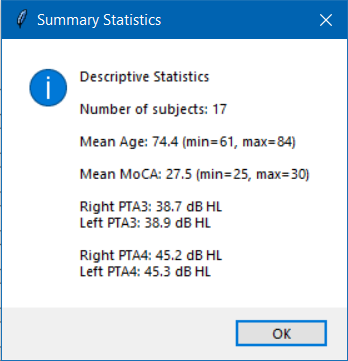 Summary Statistics
Descriptive Statistics
Number of subjects: 17
Mean Age: 74.4 (min=61, max=84)
Mean MoCA: 27.5 (min=25, max=30)
Right PTA3: 38.7 dB HL
Left PTA3: 38.9 dB HL
Right PTA4: 45.2 dB HL
Left PTA4: 45.3 dB HL
OK